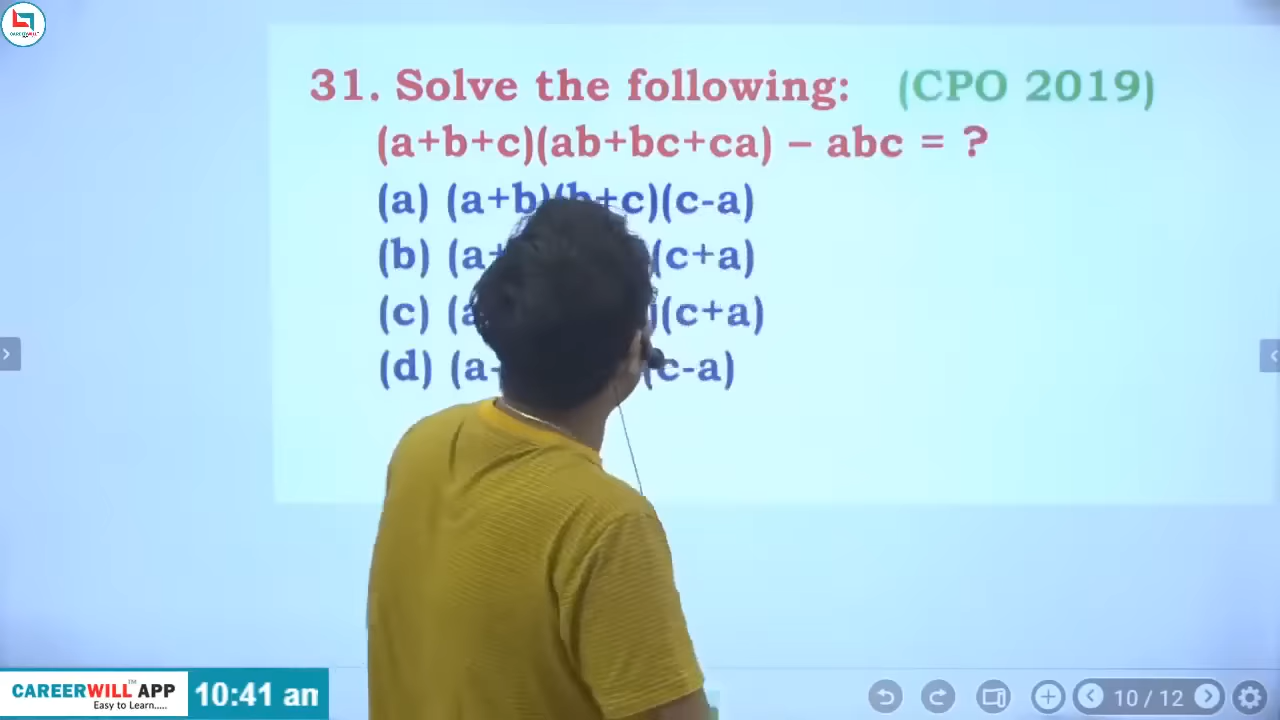 CAREERWILL
31. Solve the following: (CPO 2019)
(a+b+c)(ab+bc+ca) – abc = ?
(a) (a+b)(b+c)(c-a)
(b) (a+ (c+a)
(c) (a (c+a)
(d) (a- (c-a)
CAREERWILL™ APP
Easy to Learn.....
10:41 an
10 / 12